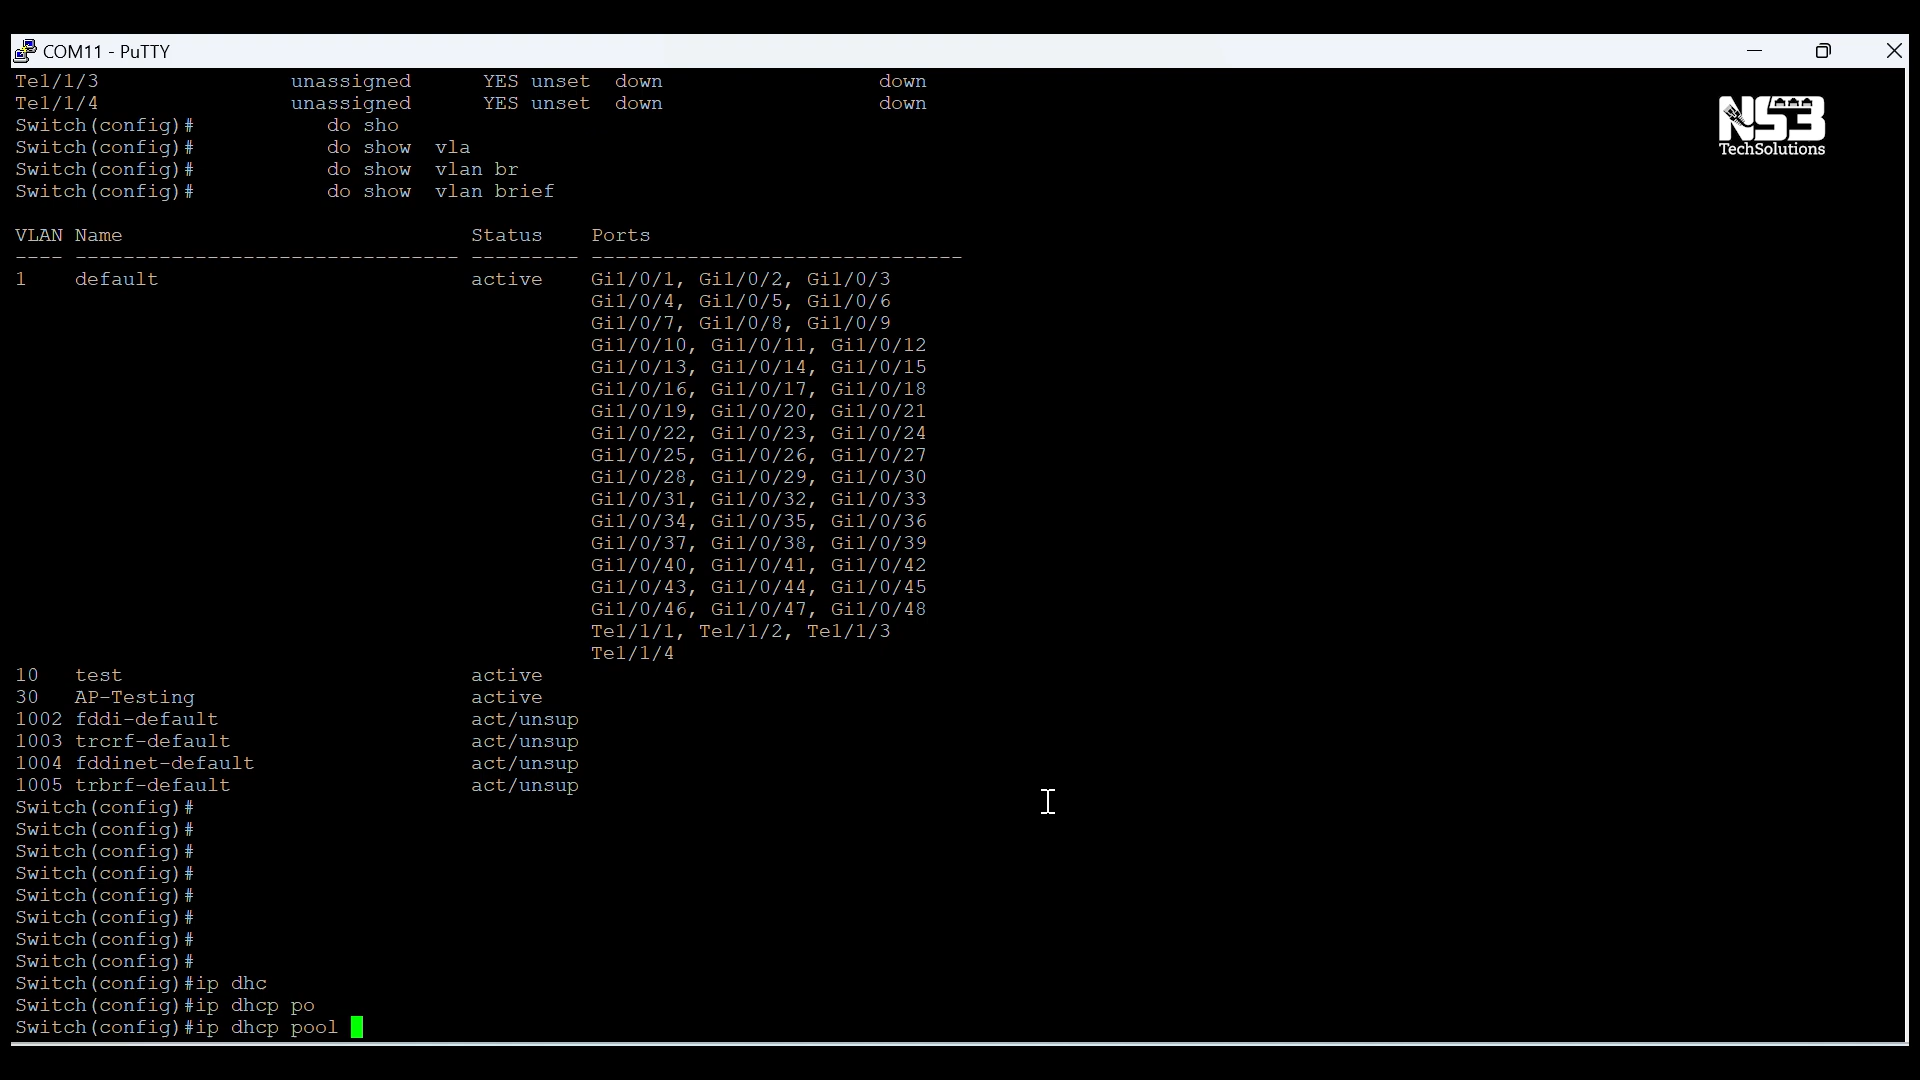 COM11 - PuTTY
Te1/1/3 unassigned YES unset down down
Te1/1/4 unassigned YES unset down down
Switch(config)# do sho
Switch(config)# do show vla
Switch(config)# do show vlan br
Switch(config)# do show vlan brief
VLAN Name Status Ports
---- -------------------------------- --------- -------------------------------
1 default active Gi1/0/1, Gi1/0/2, Gi1/0/3
Gi1/0/4, Gi1/0/5, Gi1/0/6
Gi1/0/7, Gi1/0/8, Gi1/0/9
Gi1/0/10, Gi1/0/11, Gi1/0/12
Gi1/0/13, Gi1/0/14, Gi1/0/15
Gi1/0/16, Gi1/0/17, Gi1/0/18
Gi1/0/19, Gi1/0/20, Gi1/0/21
Gi1/0/22, Gi1/0/23, Gi1/0/24
Gi1/0/25, Gi1/0/26, Gi1/0/27
Gi1/0/28, Gi1/0/29, Gi1/0/30
Gi1/0/31, Gi1/0/32, Gi1/0/33
Gi1/0/34, Gi1/0/35, Gi1/0/36
Gi1/0/37, Gi1/0/38, Gi1/0/39
Gi1/0/40, Gi1/0/41, Gi1/0/42
Gi1/0/43, Gi1/0/44, Gi1/0/45
Gi1/0/46, Gi1/0/47, Gi1/0/48
Te1/1/1, Te1/1/2, Te1/1/3
Te1/1/4
10 test active
30 AP-Testing active
1002 fddi-default act/unsup
1003 trcrf-default act/unsup
1004 fddinet-default act/unsup
1005 trbrf-default act/unsup
Switch(config)#
Switch(config)#
Switch(config)#
Switch(config)#
Switch(config)#
Switch(config)#
Switch(config)#
Switch(config)#
Switch(config)#ip dhc
Switch(config)#ip dhcp po
Switch(config)#ip dhcp pool
NS3
TechSolutions